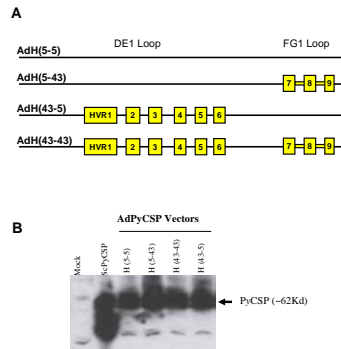 A
DE1 Loop FG1 Loop
AdH(5-5)
AdH(5-43)
7 8 9
AdH(43-5)
HVR1 2 3 4 5 6
AdH(43-43)
HVR1 2 3 4 5 6 7 8 9
B
AdPyCSP Vectors
Mock ScPyCSP H (5-5) H (5-43) H (43-43) H (43-5)
PyCSP (~62Kd)